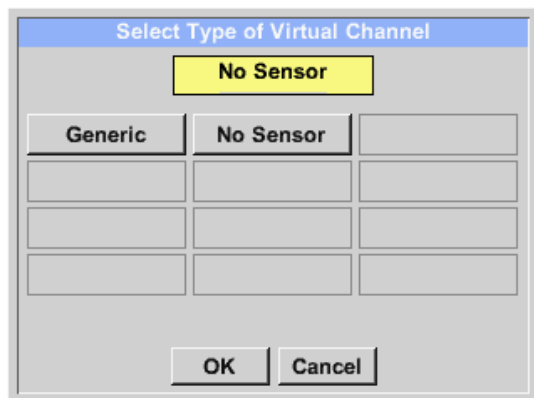 Select Type of Virtual Channel
No Sensor
Generic No Sensor
OK Cancel